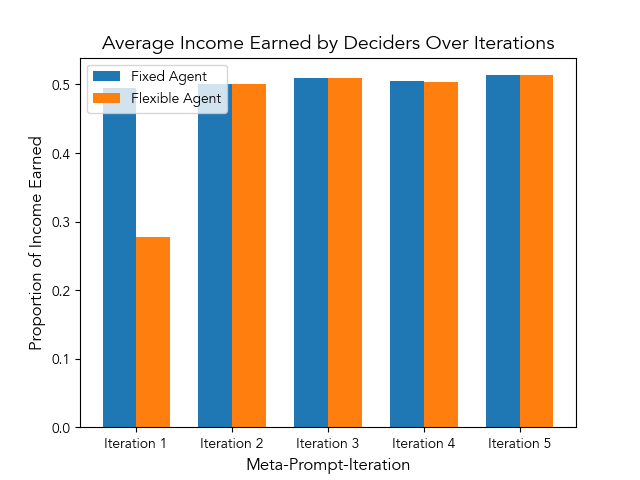 Average Income Earned by Deciders Over Iterations
Fixed Agent
Flexible Agent
Proportion of Income Earned
0.5
0.4
0.3
0.2
0.1
0.0
Iteration 1
Iteration 2
Iteration 3
Iteration 4
Iteration 5
Meta-Prompt-Iteration